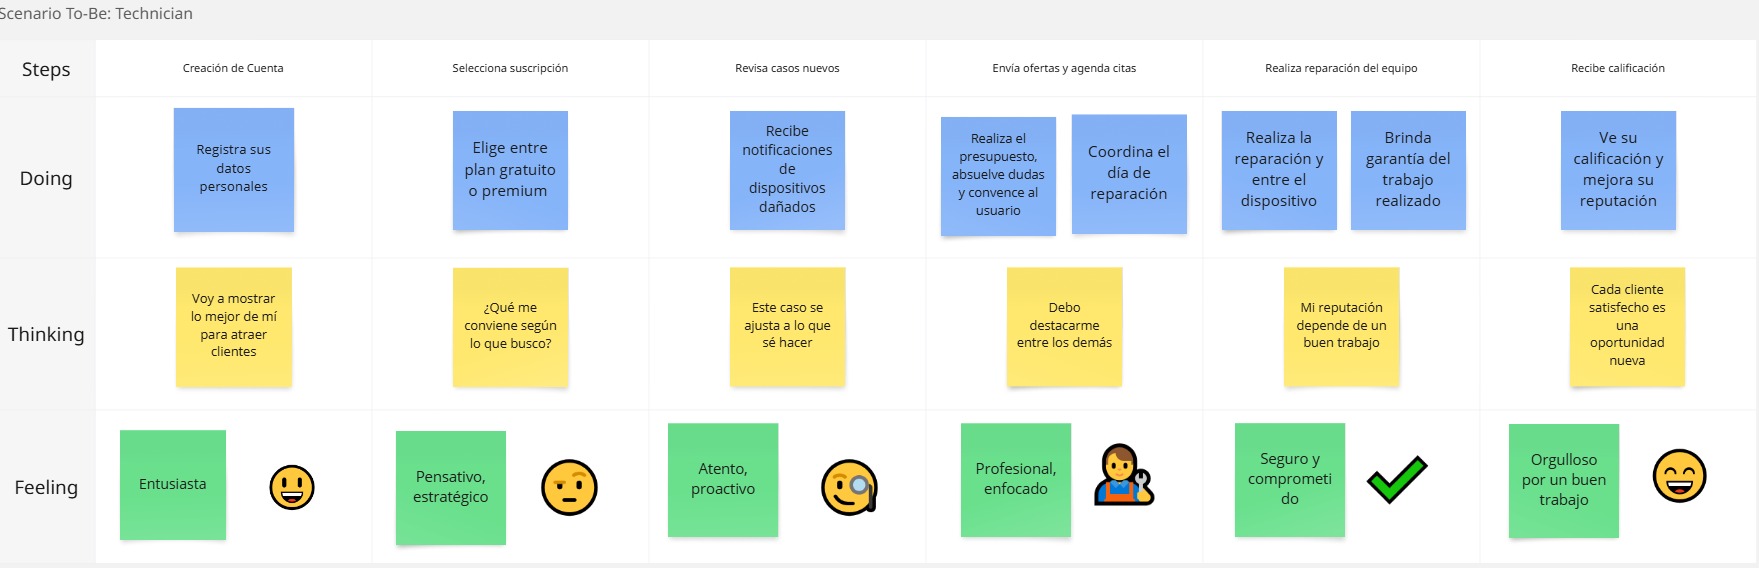 Scenario To-Be: Technician
Steps
Creación de Cuenta
Selecciona suscripción
Revisa casos nuevos
Envía ofertas y agenda citas
Realiza reparación del equipo
Recibe calificación
Doing
Registra sus
datos
personales
Elige entre
plan gratuito
o premium
Recibe
notificaciones
de
dispositivos
dañados
Realiza el
presupuesto,
absuelve dudas
y convence al
usuario
Coordina el
día de
reparación
Realiza la
reparación y
entre el
dispositivo
Brinda
garantía del
trabajo
realizado
Ve su
calificación y
mejora su
reputación
Thinking
Voy a mostrar
lo mejor de mí
para atraer
clientes
¿Qué me
conviene según
lo que busco?
Este caso se
ajusta a lo que
sé hacer
Debo
destacarme
entre los demás
Mi reputación
depende de un
buen trabajo
Cada cliente
satisfecho es
una
oportunidad
nueva
Feeling
Entusiasta
Pensativo,
estratégico
Atento,
proactivo
Profesional,
enfocado
Seguro y
comprometi
do
Orgulloso
por un buen
trabajo